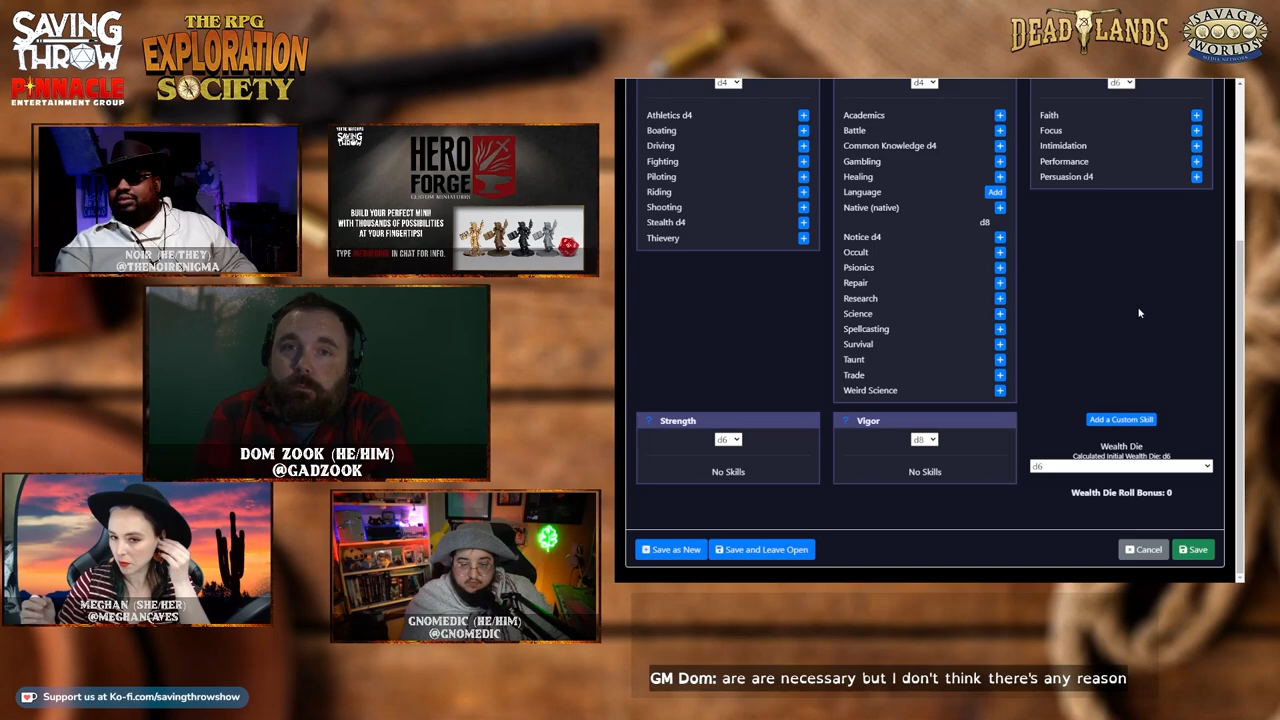 SAVING
THROW
PINNACLE
ENTERTAINMENT GROUP
THE RPG
EXPLORATION
SOCIETY
DEADLANDS
SAVAGE
WORLDS
MEDIA NETWORK
NOIR (HE/THEY)
@THENOIRENIGMA
SAVING
THROW
HERO
FORGE
CUSTOM MINIATURES
BUILD YOUR PERFECT MINI!
WITH THOUSANDS OF POSSIBILITIES
AT YOUR FINGERTIPS!
TYPE
IN CHAT FOR INFO.
DOM ZOOK (HE/HIM)
@GADZOOK
MEGHAN (SHE/HER)
@MEGHANCAVES
GNOMEDIC (HE/HIM)
@GNOMEDIC
Support us at Ko-fi.com/savingthrowshow
d4
Athletics d4
Boating
Driving
Fighting
Piloting
Riding
Shooting
Stealth d4
Thievery
d4
Academics
Battle
Common Knowledge d4
Gambling
Healing
Language Add
Native (native)
d8
Notice d4
Occult
Psionics
Repair
Research
Science
Spellcasting
Survival
Taunt
Trade
Weird Science
d6
Faith
Focus
Intimidation
Performance
Persuasion d4
? Strength
d6
No Skills
? Vigor
d8
No Skills
Add a Custom Skill
Wealth Die
Calculated Initial Wealth Die: d6
d6
Wealth Die Roll Bonus: 0
Save as New
Save and Leave Open
Cancel
Save
GM Dom: are are necessary but I don't think there's any reason